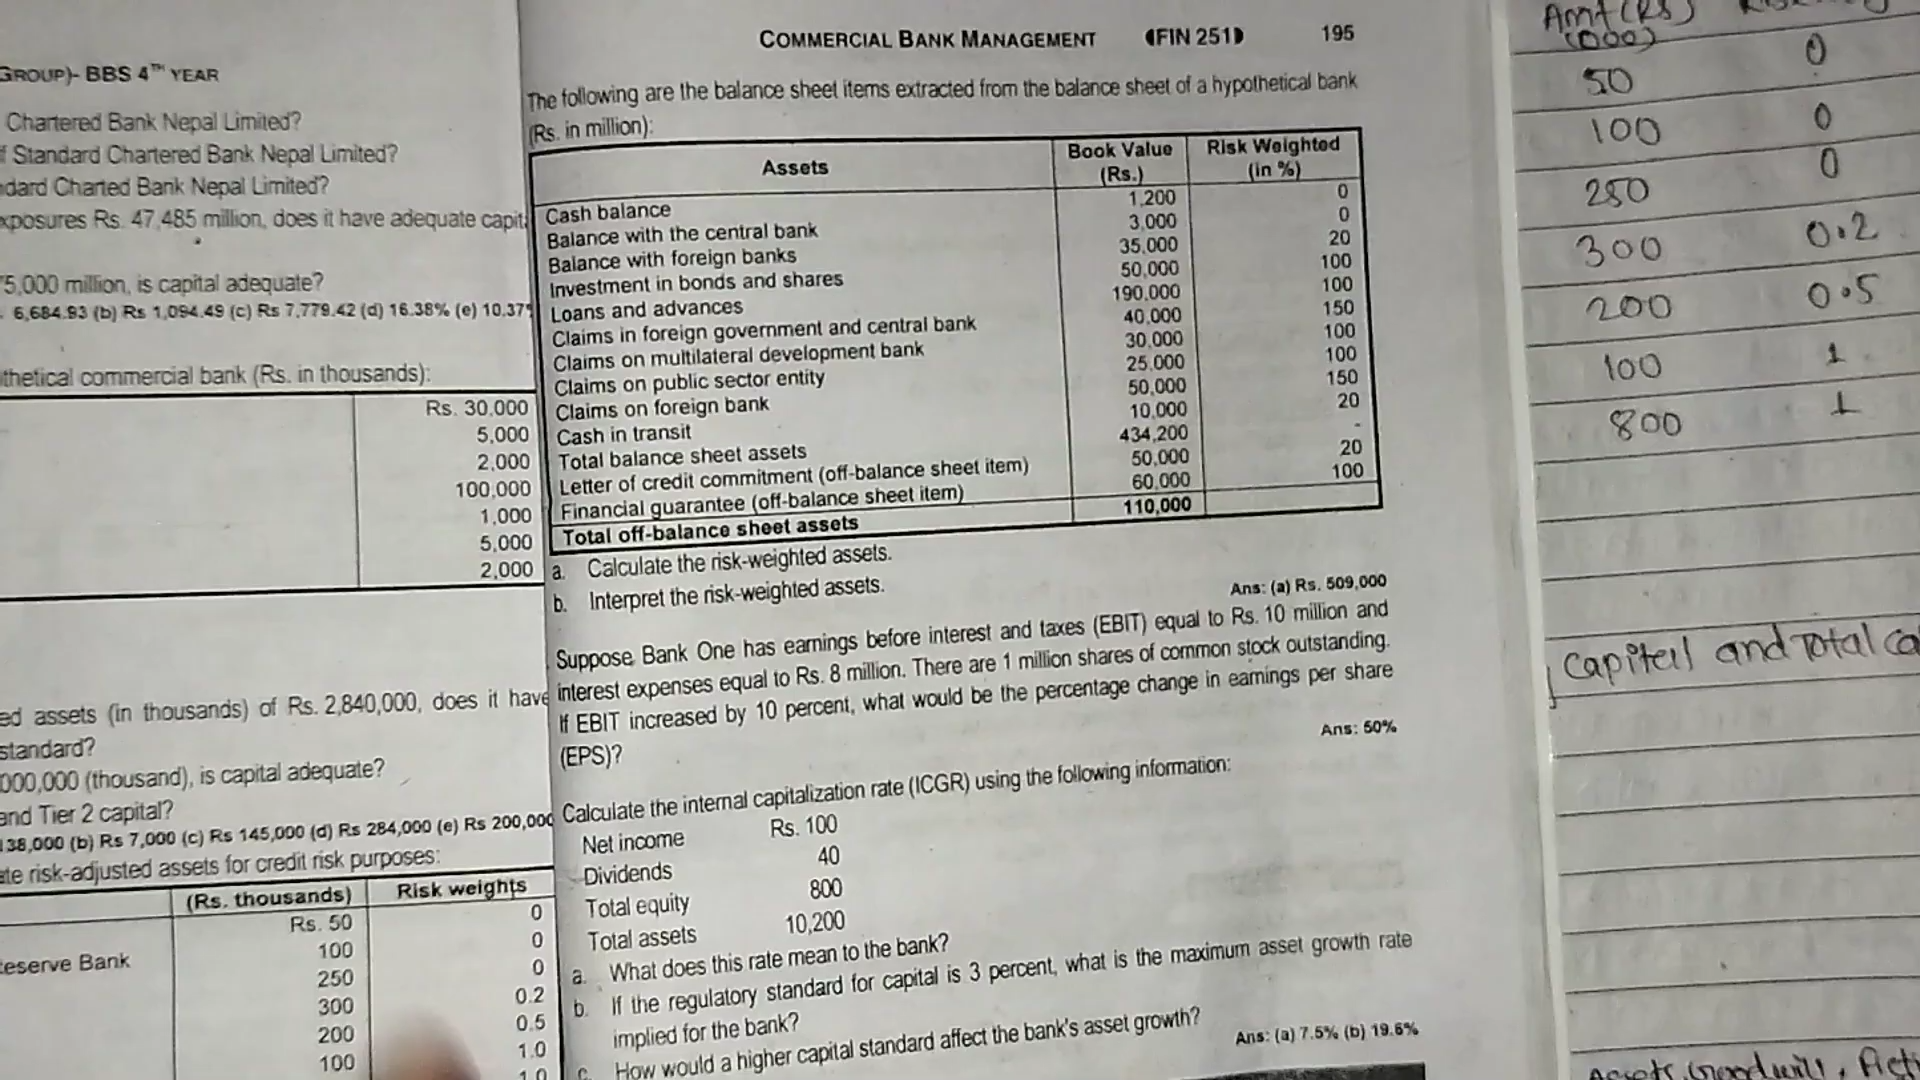 GROUP)- BBS 4TH YEAR
Chartered Bank Nepal Limited?
f Standard Chartered Bank Nepal Limited?
dard Charted Bank Nepal Limited?
xposures Rs. 47,485 million, does it have adequate capit
5,000 million, is capital adequate?
6,684.93 (b) Rs 1,094.49 (c) Rs 7,779.42 (d) 16.38% (e) 10.37
thetical commercial bank (Rs. in thousands):
Rs. 30,000
5,000
2,000
100,000
1,000
5,000
2,000
ed assets (in thousands) of Rs. 2,840,000, does it have
standard?
000,000 (thousand), is capital adequate?
and Tier 2 capital?
138,000 (b) Rs 7,000 (c) Rs 145,000 (d) Rs 284,000 (e) Rs 200,000
ate risk-adjusted assets for credit risk purposes:
(Rs. thousands) Risk weights
Rs. 50 0
100 0
eserve Bank 250 0
300 0.2
200 0.5
100 1.0
1.0
COMMERCIAL BANK MANAGEMENT (FIN 251) 195
The following are the balance sheet items extracted from the balance sheet of a hypothetical bank
(Rs. in million):
Assets Book Value (Rs.) Risk Weighted (in %)
Cash balance 1,200 0
Balance with the central bank 3,000 0
Balance with foreign banks 35,000 20
Investment in bonds and shares 50,000 100
Loans and advances 190,000 100
Claims in foreign government and central bank 40,000 150
Claims on multilateral development bank 30,000 100
Claims on public sector entity 25,000 100
Claims on foreign bank 50,000 150
Cash in transit 10,000 20
Total balance sheet assets 434,200 -
Letter of credit commitment (off-balance sheet item) 50,000 20
Financial guarantee (off-balance sheet item) 60,000 100
Total off-balance sheet assets 110,000
a. Calculate the risk-weighted assets.
b. Interpret the risk-weighted assets.
Ans: (a) Rs. 509,000
Suppose Bank One has earnings before interest and taxes (EBIT) equal to Rs. 10 million and
interest expenses equal to Rs. 8 million. There are 1 million shares of common stock outstanding.
If EBIT increased by 10 percent, what would be the percentage change in earnings per share
(EPS)?
Ans: 50%
Calculate the internal capitalization rate (ICGR) using the following information:
Net income Rs. 100
Dividends 40
Total equity 800
Total assets 10,200
a. What does this rate mean to the bank?
b. If the regulatory standard for capital is 3 percent, what is the maximum asset growth rate
implied for the bank?
c. How would a higher capital standard affect the bank's asset growth?
Ans: (a) 7.5% (b) 19.6%
Amt (Rs)
(000)
50 0
100 0
250 0
300 0.2
200 0.5
100 1
800 1
Capital and Total Ca
Assets, Goodwill,